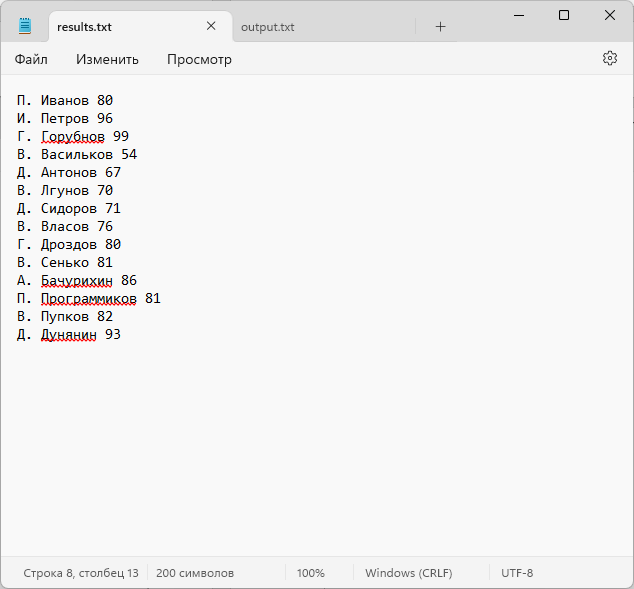 results.txt
output.txt
Файл Изменить Просмотр
П. Иванов 80
И. Петров 96
Г. Горубнов 99
В. Васильков 54
Д. Антонов 67
В. Лгунов 70
Д. Сидоров 71
В. Власов 76
Г. Дроздов 80
В. Сенько 81
А. Бачурихин 86
П. Программиков 81
В. Пупков 82
Д. Дунянин 93
Строка 8, столбец 13 200 символов 100% Windows (CRLF) UTF-8